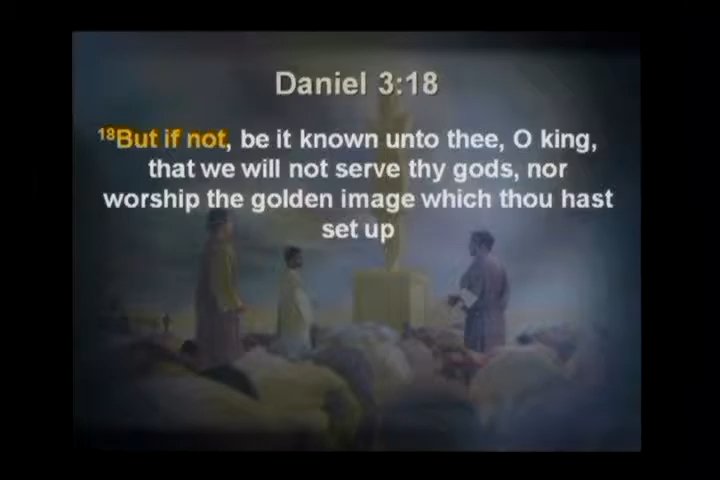 Daniel 3:18
18But if not, be it known unto thee, O king,
that we will not serve thy gods, nor
worship the golden image which thou hast
set up